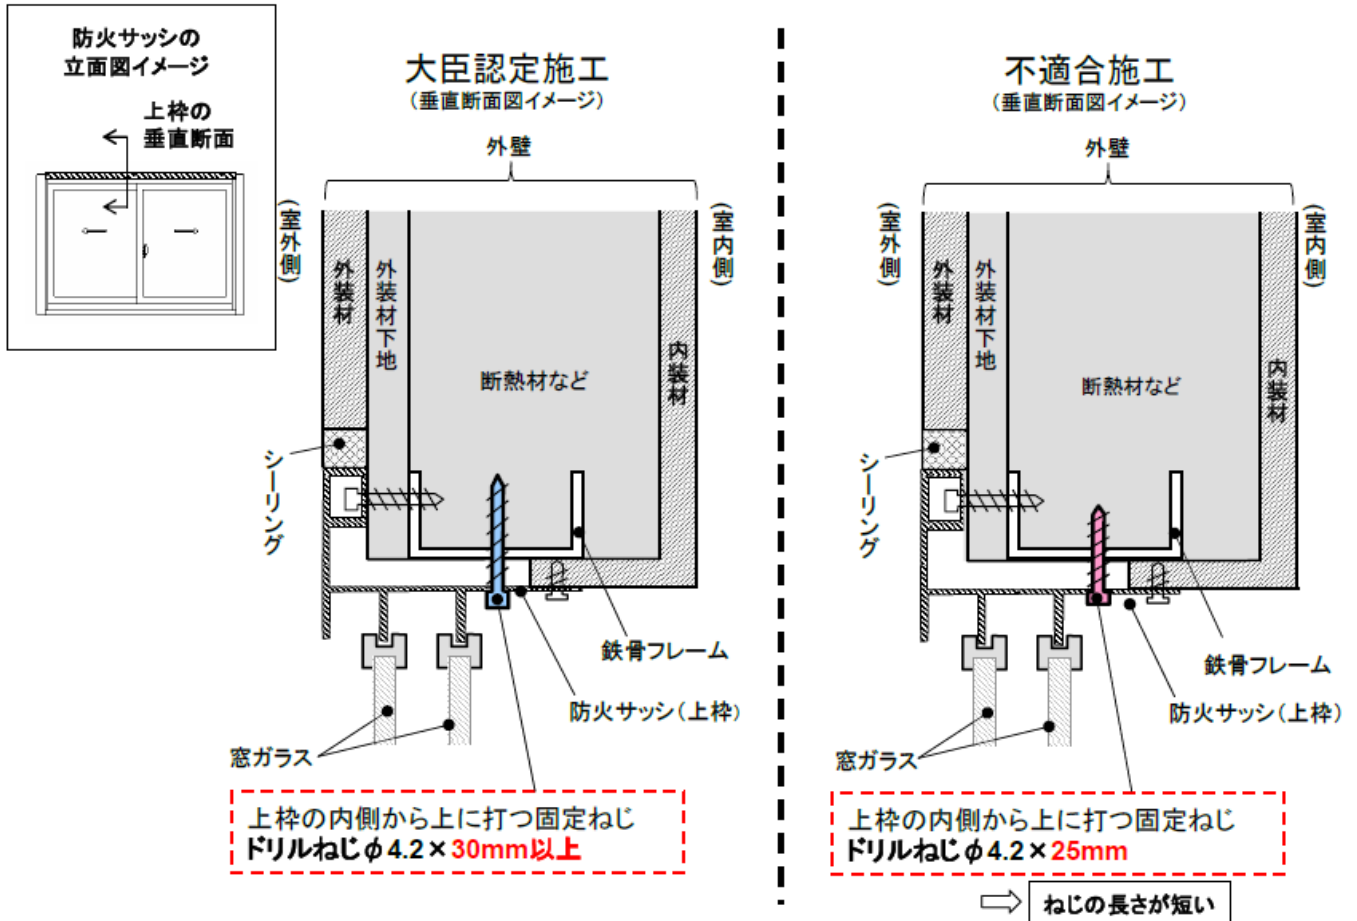 防火サッシの
立面図イメージ
上枠の
垂直断面
大臣認定施工
（垂直断面図イメージ）
外壁
（室外側）
（室内側）
外装材
外装材下地
断熱材など
内装材
シーリング
鉄骨フレーム
防火サッシ（上枠）
窓ガラス
上枠の内側から上に打つ固定ねじ
ドリルねじφ4.2×30mm以上
不適合施工
（垂直断面図イメージ）
外壁
（室外側）
（室内側）
外装材
外装材下地
断熱材など
内装材
シーリング
鉄骨フレーム
防火サッシ（上枠）
窓ガラス
上枠の内側から上に打つ固定ねじ
ドリルねじφ4.2×25mm
ねじの長さが短い